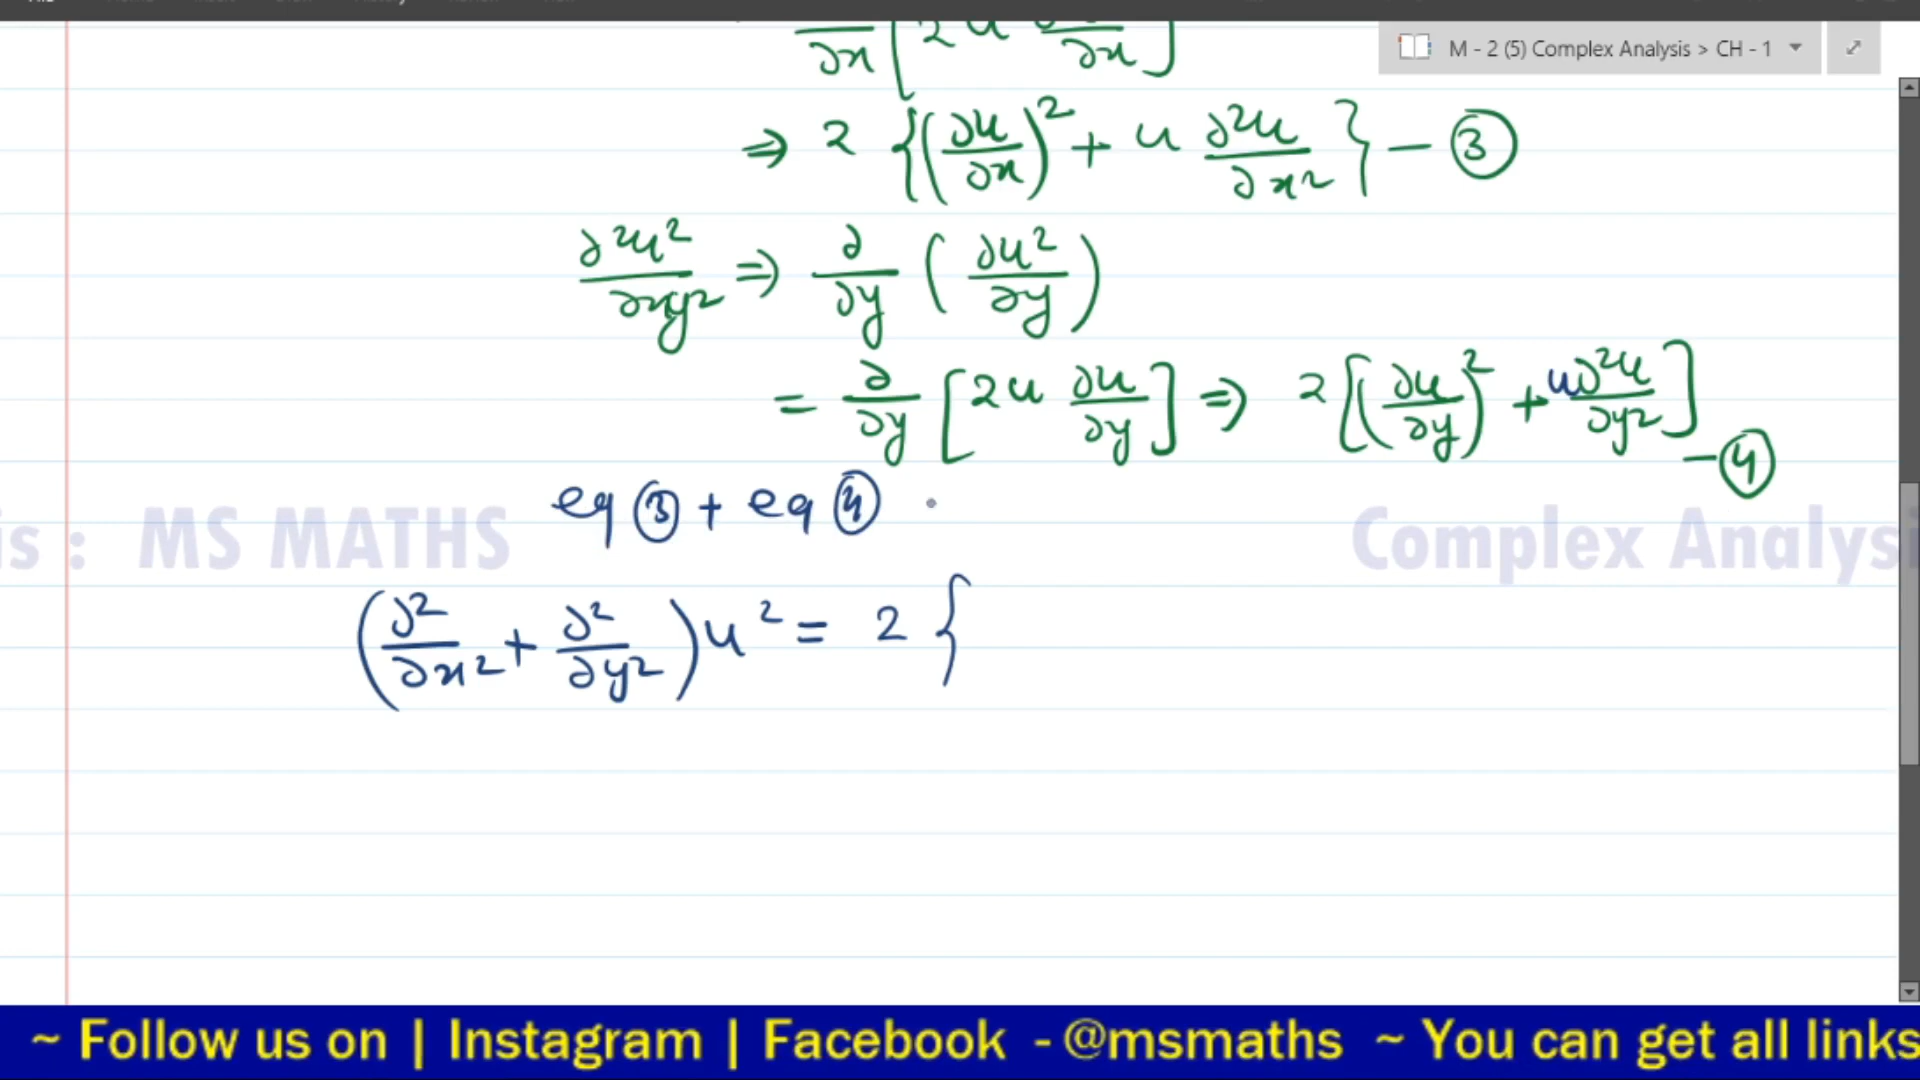 ∂/∂x [2u ∂/∂x]
M - 2 (5) Complex Analysis > CH - 1
⇒ 2 {(∂u/∂x)² + u ∂²u/∂x²} — ③
∂²u²/∂y² ⇒ ∂/∂y (∂u²/∂y)
= ∂/∂y [2u ∂u/∂y] ⇒ 2 [(∂u/∂y)² + u∂²u/∂y²] — ④
eq ③ + eq ④
is : MS MATHS Complex Analysi
(∂²/∂x² + ∂²/∂y²) u² = 2 {
~ Follow us on | Instagram | Facebook - @msmaths ~ You can get all links